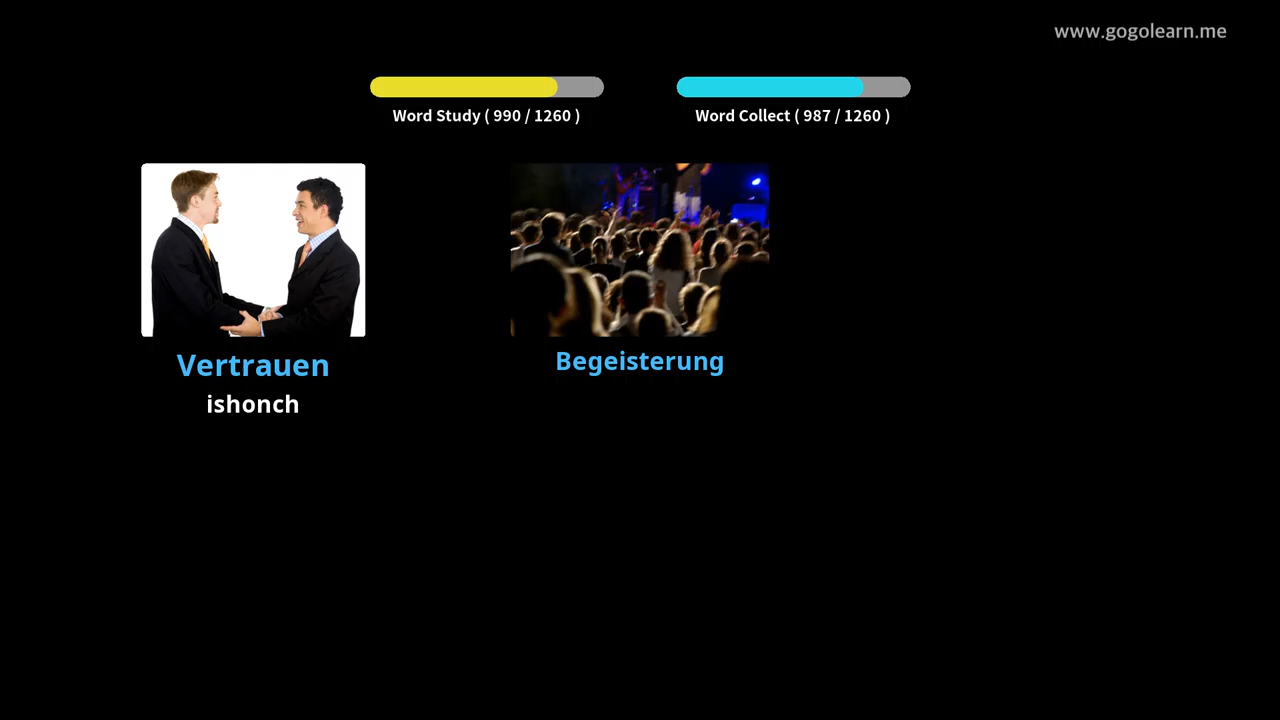 www.gogolearn.me
Word Study ( 990 / 1260 )
Word Collect ( 987 / 1260 )
Vertrauen
ishonch
Begeisterung